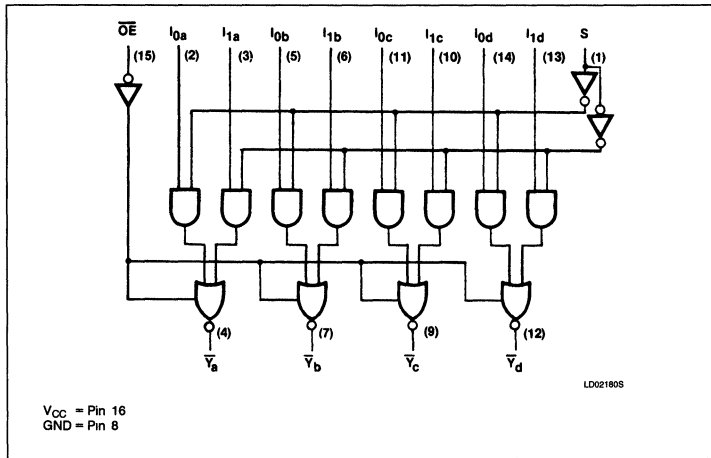 OE I0a I1a I0b I1b I0c I1c I0d I1d S
(15) (2) (3) (5) (6) (11) (10) (14) (13) (1)
(4) (7) (9) (12)
Ya Yb Yc Yd
LD02180S
VCC = Pin 16
GND = Pin 8